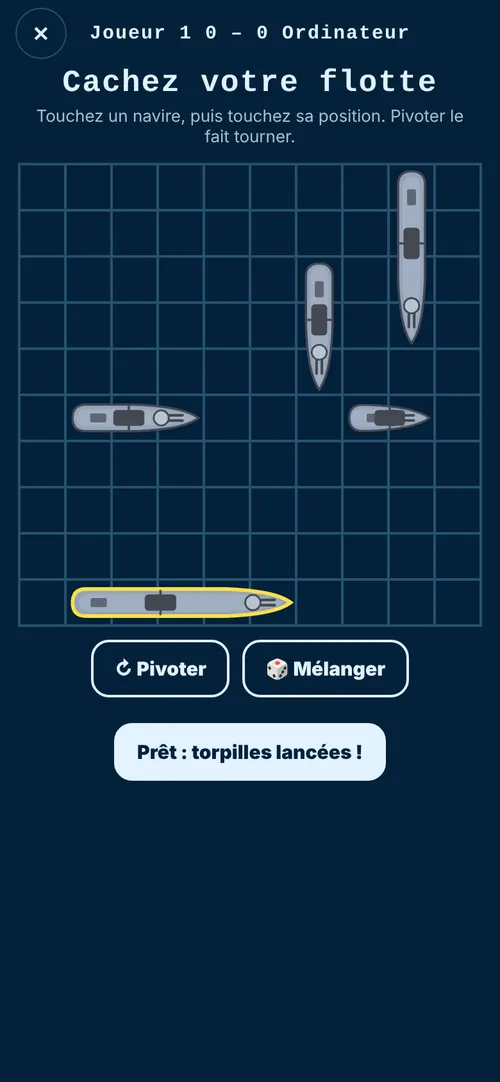 × Joueur 1 0 – 0 Ordinateur
Cachez votre flotte
Touchez un navire, puis touchez sa position. Pivoter le
fait tourner.
↻ Pivoter 🎲 Mélanger
Prêt : torpilles lancées !